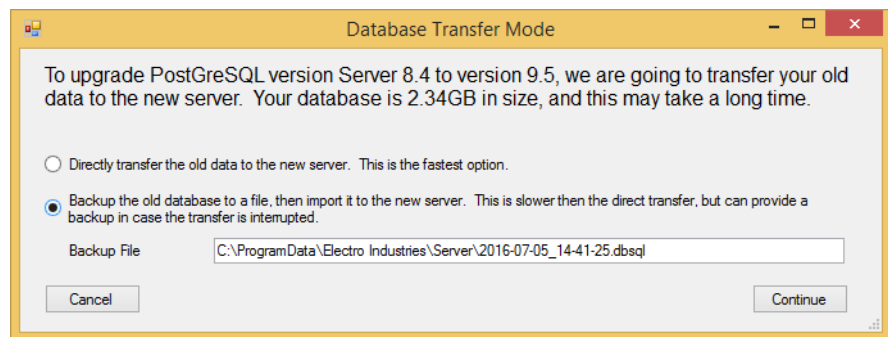 Database Transfer Mode
To upgrade PostGreSQL version Server 8.4 to version 9.5, we are going to transfer your old
data to the new server.  Your database is 2.34GB in size, and this may take a long time.
Directly transfer the old data to the new server.  This is the fastest option.
Backup the old database to a file, then import it to the new server.  This is slower then the direct transfer, but can provide a
backup in case the transfer is interrupted.
Backup File C:\ProgramData\Electro Industries\Server\2016-07-05_14-41-25.dbsql
Cancel Continue